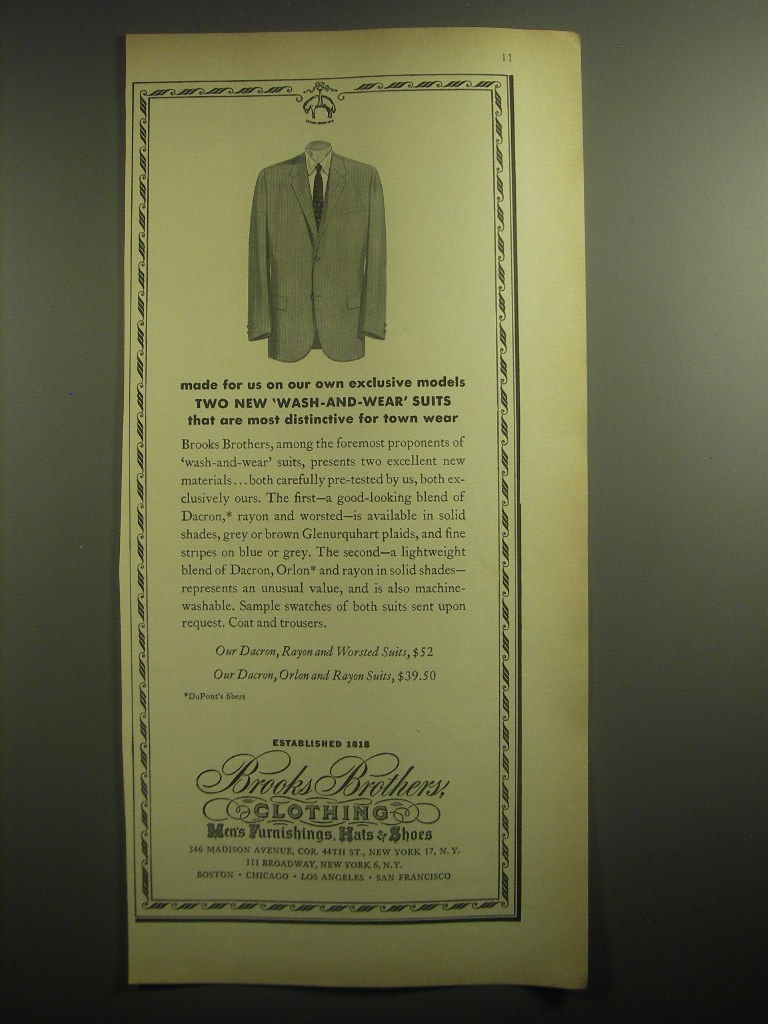 11
made for us on our own exclusive models
TWO NEW 'WASH-AND-WEAR' SUITS
that are most distinctive for town wear
Brooks Brothers, among the foremost proponents of
'wash-and-wear' suits, presents two excellent new
materials...both carefully pre-tested by us, both ex-
clusively ours. The first—a good-looking blend of
Dacron,* rayon and worsted—is available in solid
shades, grey or brown Glenurquhart plaids, and fine
stripes on blue or grey. The second—a lightweight
blend of Dacron, Orlon* and rayon in solid shades—
represents an unusual value, and is also machine-
washable. Sample swatches of both suits sent upon
request. Coat and trousers.
Our Dacron, Rayon and Worsted Suits, $52
Our Dacron, Orlon and Rayon Suits, $39.50
*DuPont's fibers
ESTABLISHED 1818
Brooks Brothers,
CLOTHING
Men's Furnishings, Hats & Shoes
346 MADISON AVENUE, COR. 44TH ST., NEW YORK 17, N.Y.
111 BROADWAY, NEW YORK 6, N.Y.
BOSTON • CHICAGO • LOS ANGELES • SAN FRANCISCO